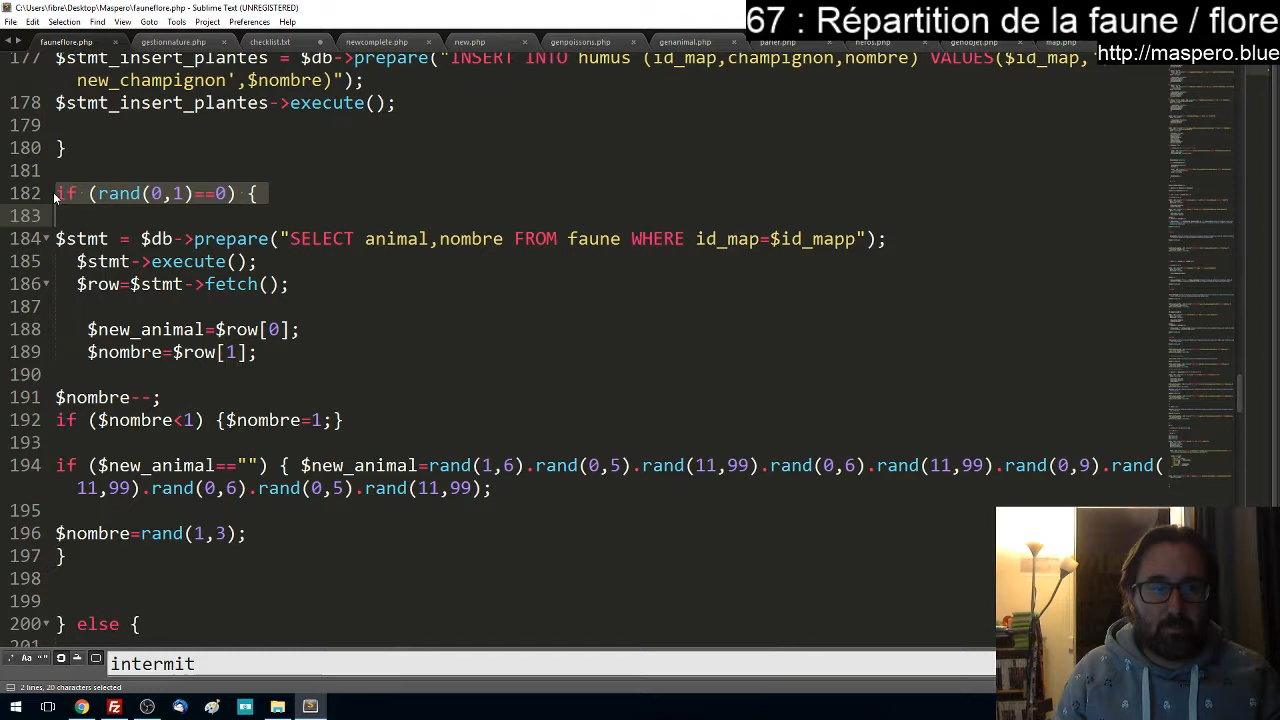 C:\Users\fibre\Desktop\Maspero\fauneflore.php - Sublime Text (UNREGISTERED)
67 : Répartition de la faune / flore
http://maspero.blue
File Edit Selection Find View Goto Tools Project Preferences Help
fauneflore.php gestionnature.php checklist.txt newcomplete.php new.php genpoissons.php genanimal.php
177 $stmt_insert_plantes = $db->prepare("INSERT INTO humus (id_map,champignon,nombre) VALUES($id_map,
new_champignon',$nombre)");
178 $stmt_insert_plantes->execute();
179
180 }
181
182 if (rand(0,1)==0) {
183
184 $stmt = $db->prepare("SELECT animal,nombre FROM faune WHERE id_map=$id_mapp");
185 $stmt->execute();
186 $row=$stmt->fetch();
187
188 $new_animal=$row[0];
189 $nombre=$row[1];
190
191 $nombre--;
192 if ($nombre<1) {$nombre=1;}
193
194 if ($new_animal=="") { $new_animal=rand(1,6).rand(0,5).rand(11,99).rand(0,6).rand(11,99).rand(0,9).rand(
11,99).rand(0,6).rand(0,5).rand(11,99);
195
196 $nombre=rand(1,3);
197 }
198
199
200 } else {
intermit
2 lines, 20 characters selected